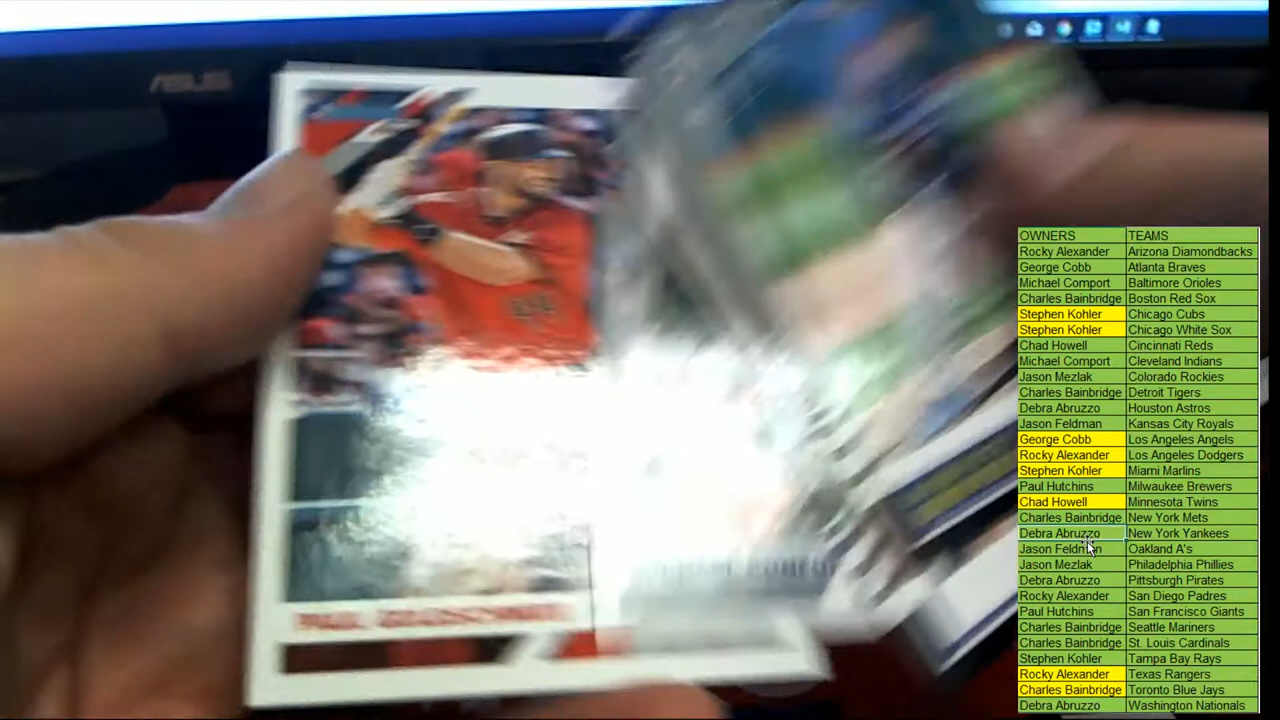 ASUS
OWNERS TEAMS
Rocky Alexander Arizona Diamondbacks
George Cobb Atlanta Braves
Michael Comport Baltimore Orioles
Charles Bainbridge Boston Red Sox
Stephen Kohler Chicago Cubs
Stephen Kohler Chicago White Sox
Chad Howell Cincinnati Reds
Michael Comport Cleveland Indians
Jason Mezlak Colorado Rockies
Charles Bainbridge Detroit Tigers
Debra Abruzzo Houston Astros
Jason Feldman Kansas City Royals
George Cobb Los Angeles Angels
Rocky Alexander Los Angeles Dodgers
Stephen Kohler Miami Marlins
Paul Hutchins Milwaukee Brewers
Chad Howell Minnesota Twins
Charles Bainbridge New York Mets
Debra Abruzzo New York Yankees
Jason Feldman Oakland A's
Jason Mezlak Philadelphia Phillies
Debra Abruzzo Pittsburgh Pirates
Rocky Alexander San Diego Padres
Paul Hutchins San Francisco Giants
Charles Bainbridge Seattle Mariners
Charles Bainbridge St. Louis Cardinals
Stephen Kohler Tampa Bay Rays
Rocky Alexander Texas Rangers
Charles Bainbridge Toronto Blue Jays
Debra Abruzzo Washington Nationals
PAUL GOLDSCHMIDT